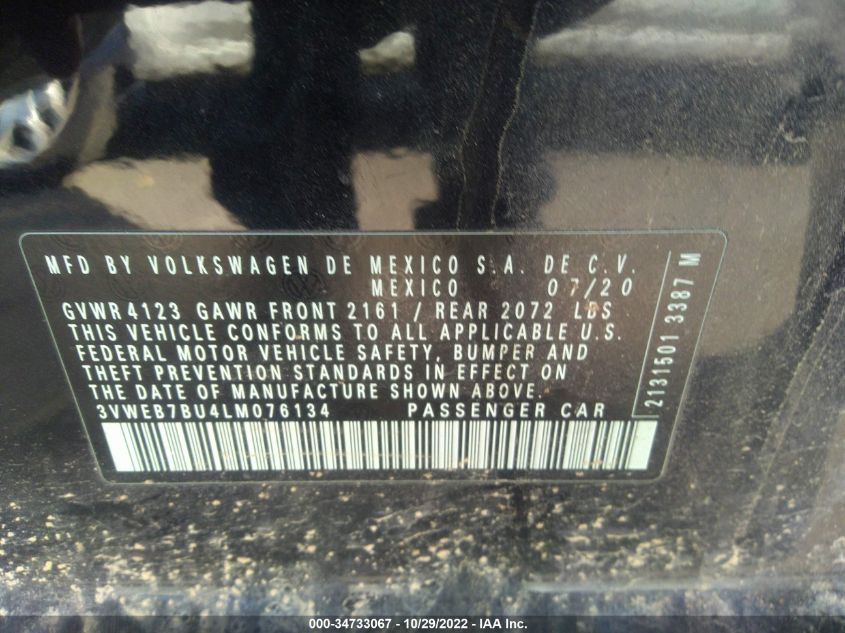 MFD BY VOLKSWAGEN DE MEXICO S.A. DE C.V.
MEXICO 07/20
GVWR 4123 GAWR FRONT 2161 / REAR 2072 LBS
THIS VEHICLE CONFORMS TO ALL APPLICABLE U.S.
FEDERAL MOTOR VEHICLE SAFETY, BUMPER AND
THEFT PREVENTION STANDARDS IN EFFECT ON
THE DATE OF MANUFACTURE SHOWN ABOVE.
3VWEB7BU4LM076134 PASSENGER CAR
2131501 3387 M
000-34733067 - 10/29/2022 - IAA Inc.